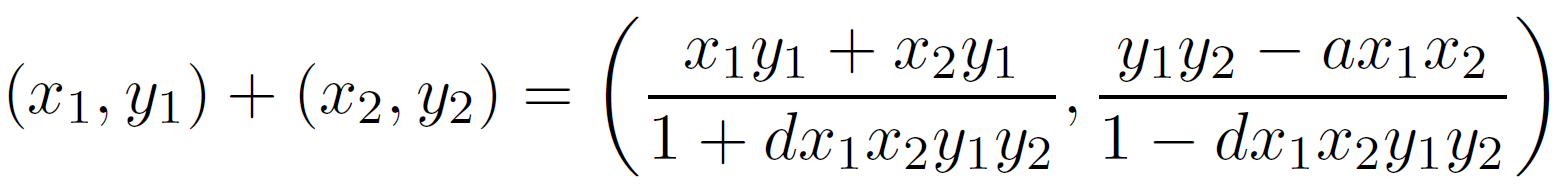 (x₁, y₁) + (x₂, y₂) = ( (x₁y₁ + x₂y₁) / (1 + dx₁x₂y₁y₂), (y₁y₂ − ax₁x₂) / (1 − dx₁x₂y₁y₂) )